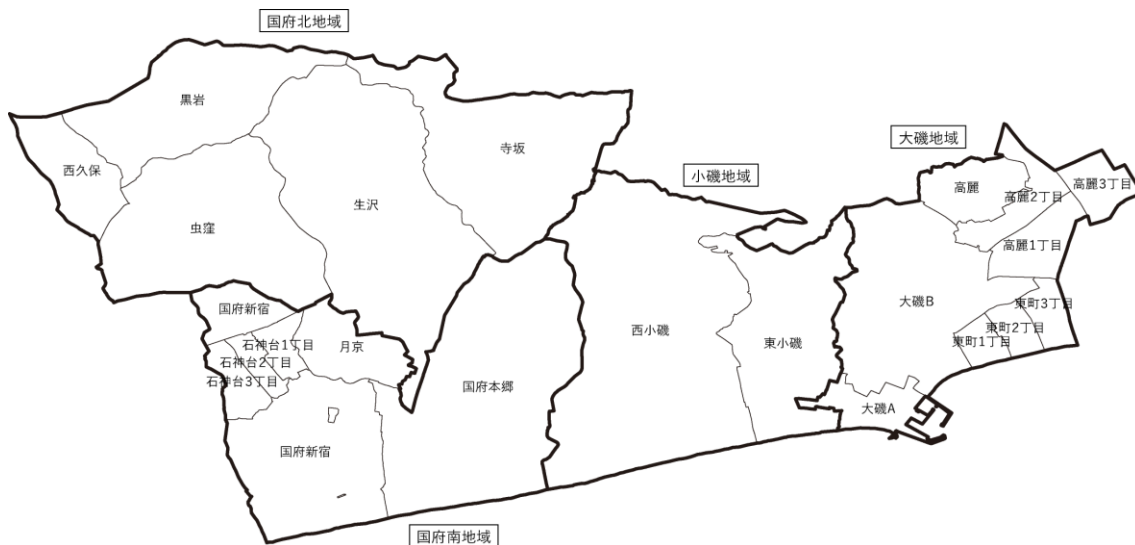 国府北地域
黒岩
西久保
虫窪
生沢
寺坂
小磯地域
大磯地域
高麗
高麗2丁目
高麗3丁目
高麗1丁目
大磯B
東町3丁目
東町2丁目
東町1丁目
大磯A
西小磯
東小磯
国府新宿
石神台1丁目
石神台2丁目
石神台3丁目
月京
国府本郷
国府新宿
国府南地域